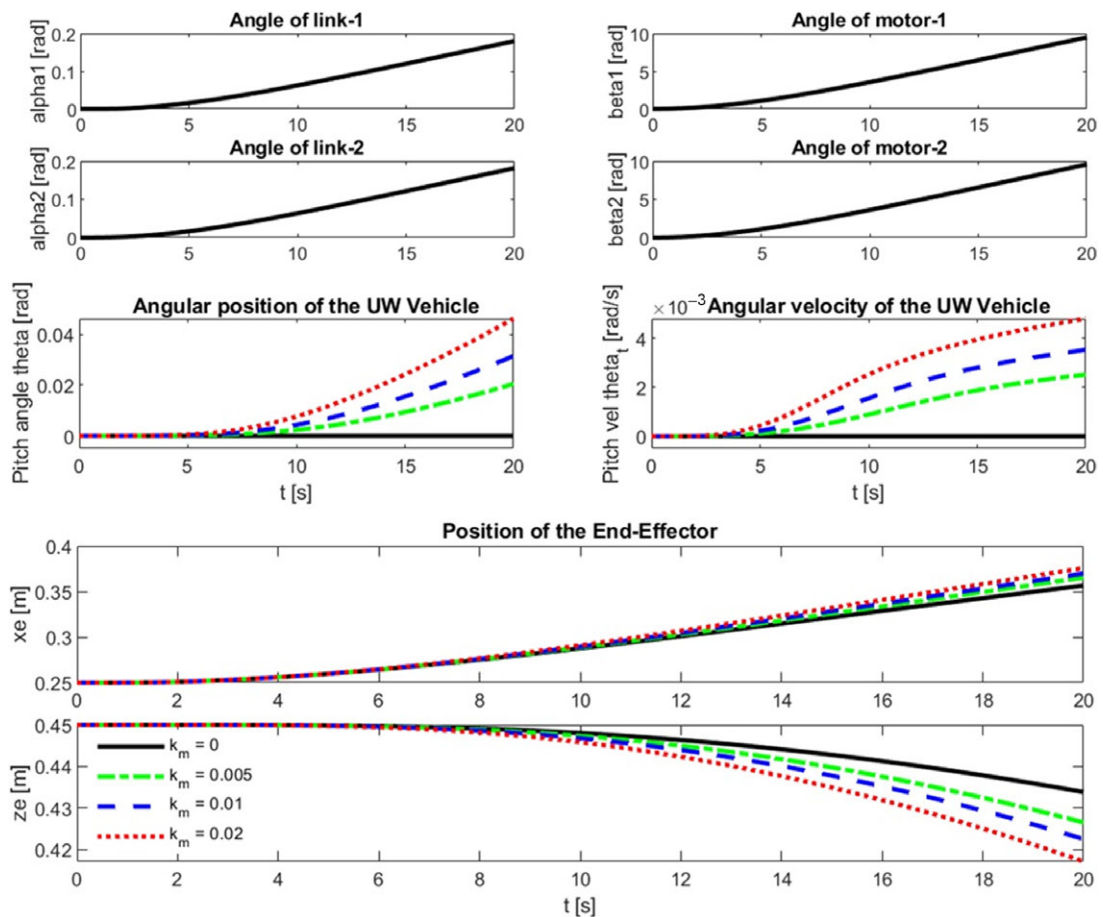 Angle of link-1
alpha1 [rad]
0.2
0.1
0
0 5 10 15 20
Angle of motor-1
beta1 [rad]
10
5
0
0 5 10 15 20
Angle of link-2
alpha2 [rad]
0.2
0.1
0
0 5 10 15 20
Angle of motor-2
beta2 [rad]
10
5
0
0 5 10 15 20
Angular position of the UW Vehicle
Pitch angle theta [rad]
0.04
0.02
0
0 5 10 15 20
t [s]
× 10⁻³ Angular velocity of the UW Vehicle
Pitch vel theta_t [rad/s]
4
2
0
0 5 10 15 20
t [s]
Position of the End-Effector
xe [m]
0.4
0.35
0.3
0.25
0 2 4 6 8 10 12 14 16 18 20
ze [m]
0.45
0.44
0.43
0.42
k_m = 0
k_m = 0.005
k_m = 0.01
k_m = 0.02
0 2 4 6 8 10 12 14 16 18 20
t [s]